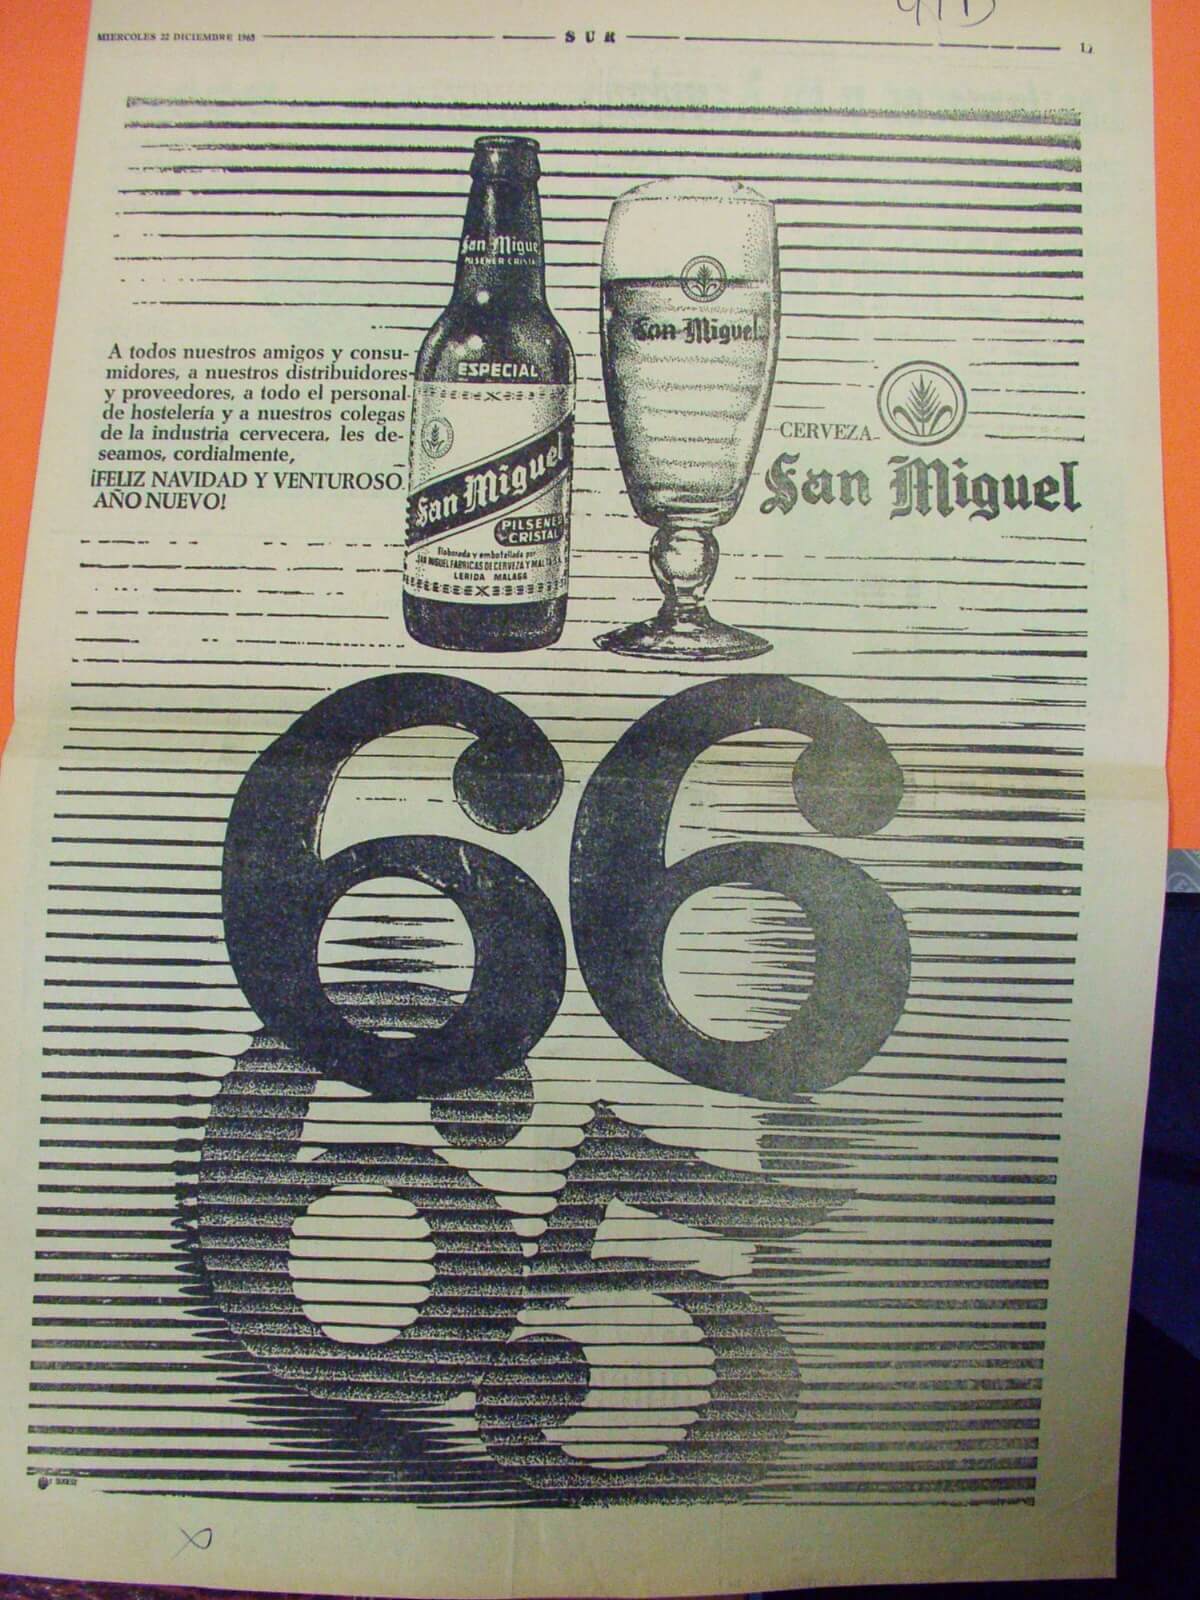 MIERCOLES 22 DICIEMBRE 1965
SUR
San Miguel
PILSENER CRISTAL
San Miguel
A todos nuestros amigos y consu-
midores, a nuestros distribuidores
y proveedores, a todo el personal
de hostelería y a nuestros colegas
de la industria cervecera, les de-
seamos, cordialmente,
¡FELIZ NAVIDAD Y VENTUROSO
AÑO NUEVO!
ESPECIAL
San Miguel
PILSENER
CRISTAL
Elaborada y embotellada por
SAN MIGUEL FABRICAS DE CERVEZA Y MALTA S.A.
LERIDA MALAGA
CERVEZA
San Miguel
66
65